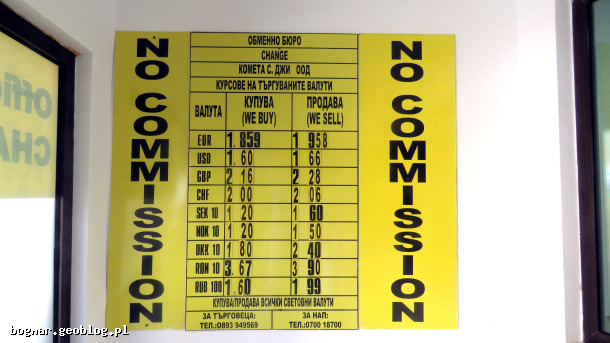 NO COMMISSION
ОБМЕННО БЮРО
CHANGE
КОМЕТА С. ДЖИ ООД
КУРСОВЕ НА ТЪРГУВАНИТЕ ВАЛУТИ
ВАЛУТА КУПУВА (WE BUY) ПРОДАВА (WE SELL)
EUR 1.859 1 958
USD 1.60 1 66
GBP 2 16 2 28
CHF 2 00 2 06
SEK 10 1 20 1 60
NOK 10 1 20 1 50
DKK 10 1 80 2 40
RON 10 3.67 3 90
RUB 100 1.60 1 99
КУПУВА/ПРОДАВА ВСИЧКИ СВЕТОВНИ ВАЛУТИ
ЗА ТЪРГОВЕЦА: ЗА НАП:
ТЕЛ.:0893 949569 ТЕЛ.:0700 18700
NO COMMISSION
Offi
CHA
bognar.geoblog.pl